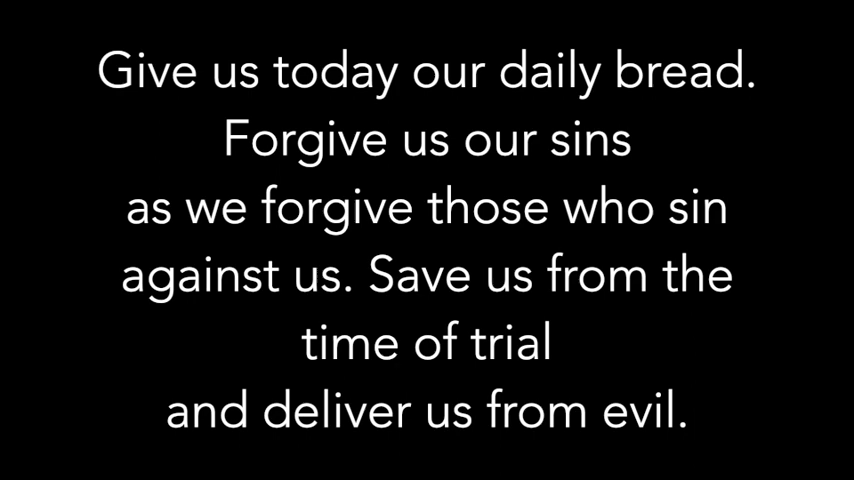 Give us today our daily bread.
Forgive us our sins
as we forgive those who sin
against us. Save us from the
time of trial
and deliver us from evil.